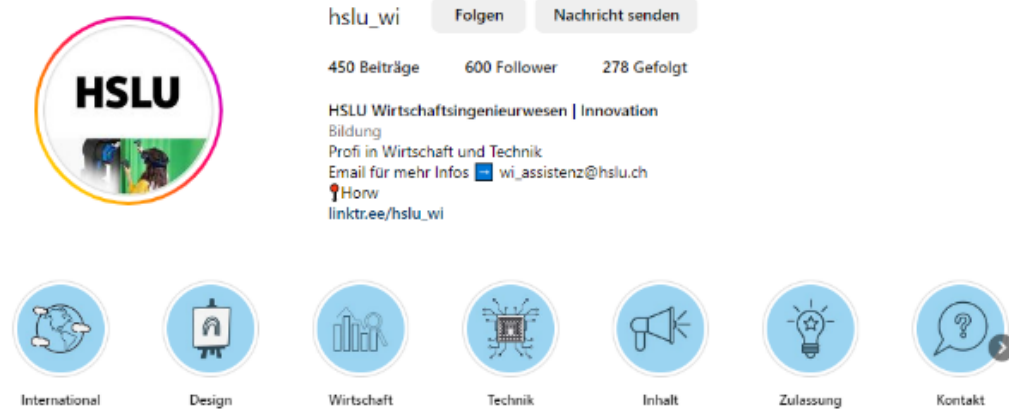 hslu_wi Folgen Nachricht senden
HSLU
450 Beiträge 600 Follower 278 Gefolgt
HSLU Wirtschaftsingenieurwesen | Innovation
Bildung
Profi in Wirtschaft und Technik
Email für mehr Infos ➡️ wi_assistenz@hslu.ch
📍Horw
linktr.ee/hslu_wi
International Design Wirtschaft Technik Inhalt Zulassung Kontakt